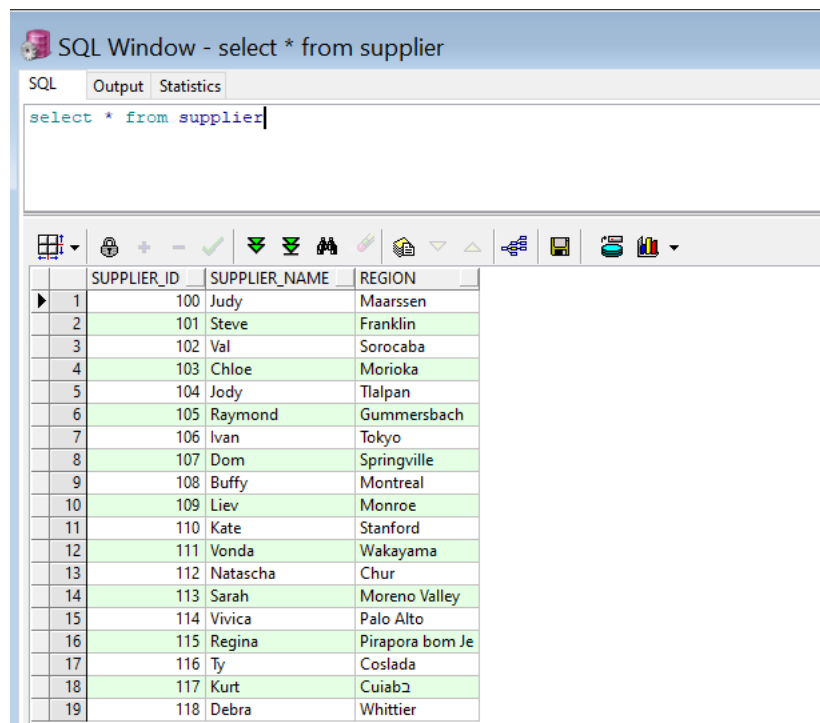 SQL Window - select * from supplier
SQL Output Statistics
select * from supplier
SUPPLIER_ID SUPPLIER_NAME REGION
1 100 Judy Maarssen
2 101 Steve Franklin
3 102 Val Sorocaba
4 103 Chloe Morioka
5 104 Jody Tlalpan
6 105 Raymond Gummersbach
7 106 Ivan Tokyo
8 107 Dom Springville
9 108 Buffy Montreal
10 109 Liev Monroe
11 110 Kate Stanford
12 111 Vonda Wakayama
13 112 Natascha Chur
14 113 Sarah Moreno Valley
15 114 Vivica Palo Alto
16 115 Regina Pirapora bom Je
17 116 Ty Coslada
18 117 Kurt Cuiabב
19 118 Debra Whittier